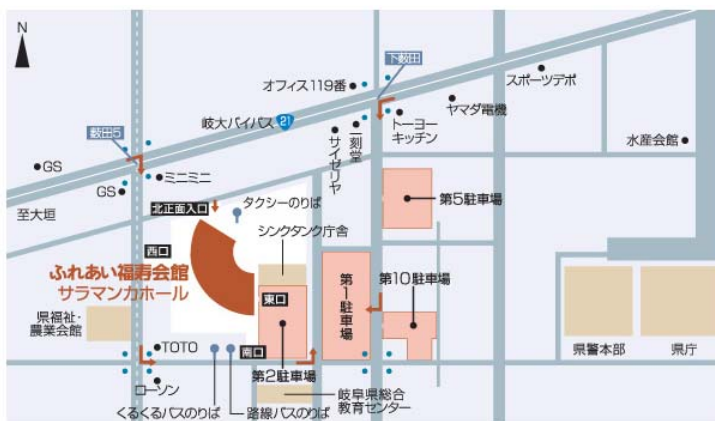 N
オフィス119番
下藪田
スポーツデポ
ヤマダ電機
トーヨー
キッチン
一刻堂
サイゼリヤ
岐大バイパス
21
藪田5
水産会館
GS
GS
ミニミニ
至大垣
北正面入口
タクシーのりば
第5駐車場
シンクタンク庁舎
西口
ふれあい福寿会館
サラマンカホール
東口
第1駐車場
第10駐車場
県福祉・
農業会館
県警本部
県庁
TOTO
南口
第2駐車場
ローソン
くるくるバスのりば
路線バスのりば
岐阜県総合
教育センター